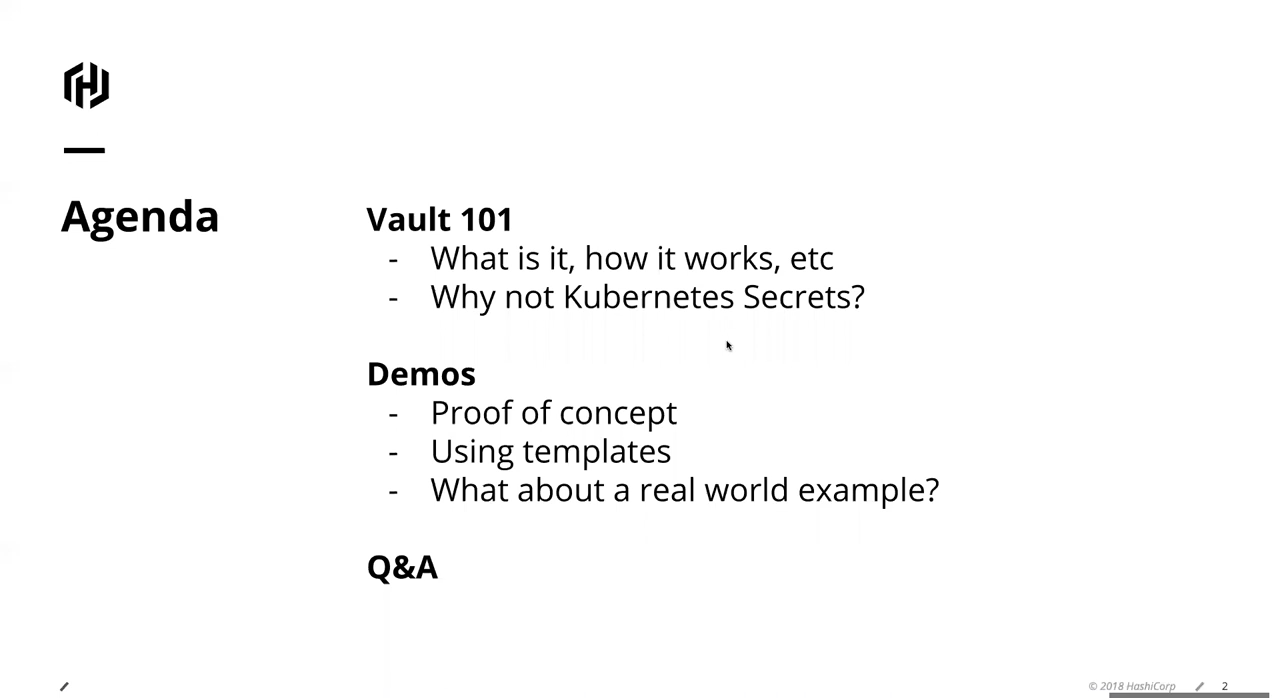 Agenda
Vault 101
- What is it, how it works, etc
- Why not Kubernetes Secrets?
Demos
- Proof of concept
- Using templates
- What about a real world example?
Q&A
© 2018 HashiCorp
2